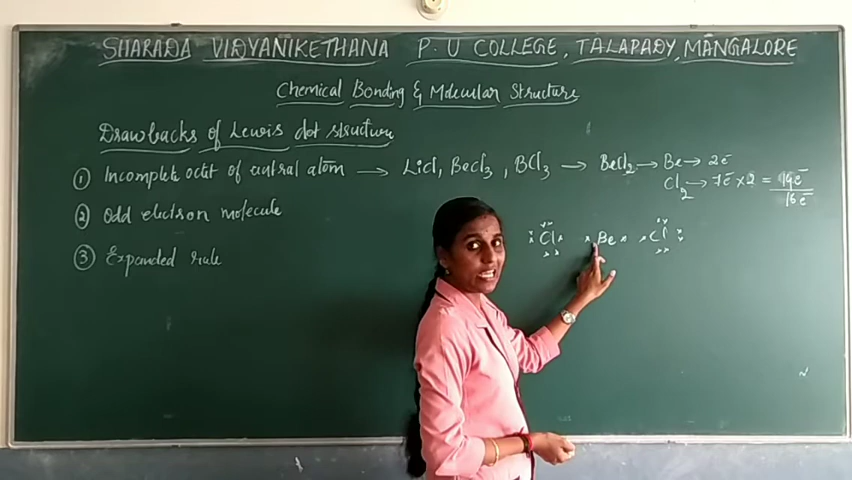 SHARADA VIDYANIKETHANA P.U COLLEGE, TALAPADY, MANGALORE
Chemical Bonding & Molecular Structure
Drawbacks of Lewis dot structure
① Incomplete octet of central atom → LiCl, BeCl3, BCl3 → BeCl2 → Be → 2e⁻
Cl2 → 7e⁻ × 2 = 14e⁻
16e⁻
② Odd electron molecule
Cl Be Cl
③ Expanded rule